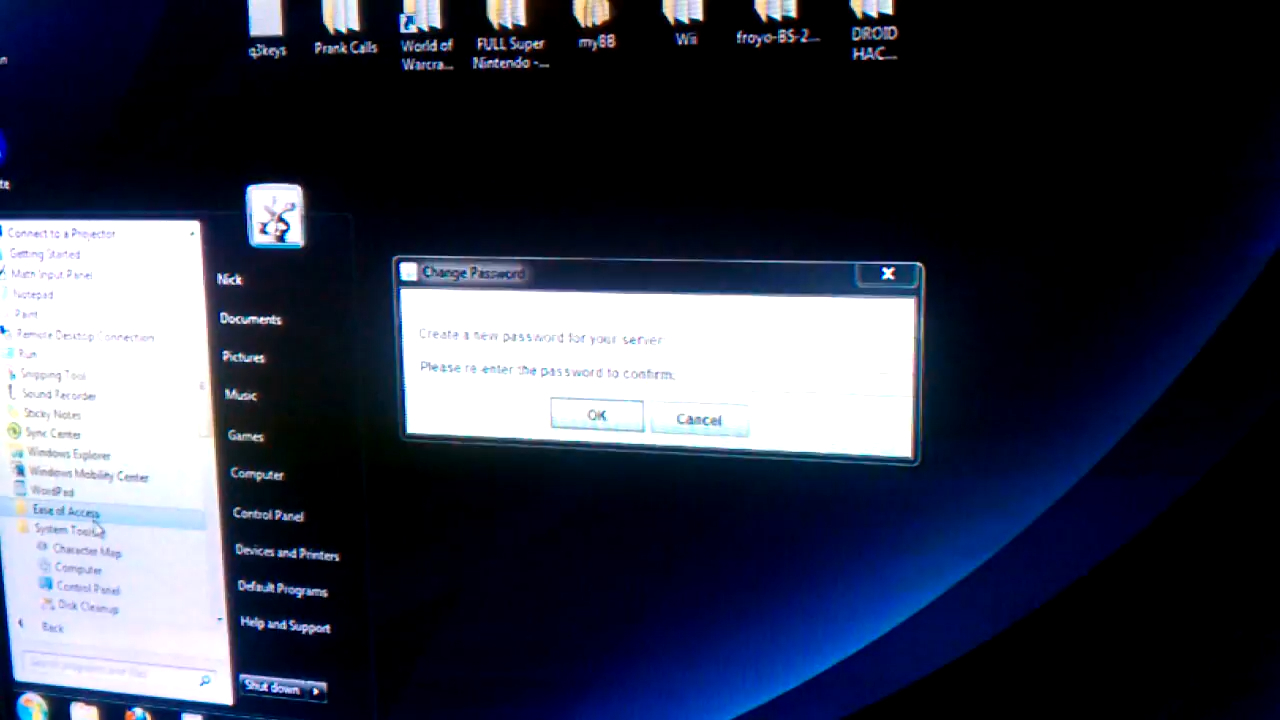 q3keys
Prank Calls
World of
Warcra...
FULL Super
Nintendo -...
myBB
Wii
froyo-BS-2...
DROID
HAC...
Connect to a Projector
Getting Started
Math Input Panel
Notepad
Paint
Remote Desktop Connection
Run
Snipping Tool
Sound Recorder
Sticky Notes
Sync Center
Windows Explorer
Windows Mobility Center
WordPad
Ease of Access
System Tools
Character Map
Computer
Control Panel
Disk Cleanup
Back
Search programs and files
Nick
Documents
Pictures
Music
Games
Computer
Control Panel
Devices and Printers
Default Programs
Help and Support
Shut down
Change Password
Create a new password for your server
Please re-enter the password to confirm:
OK
Cancel